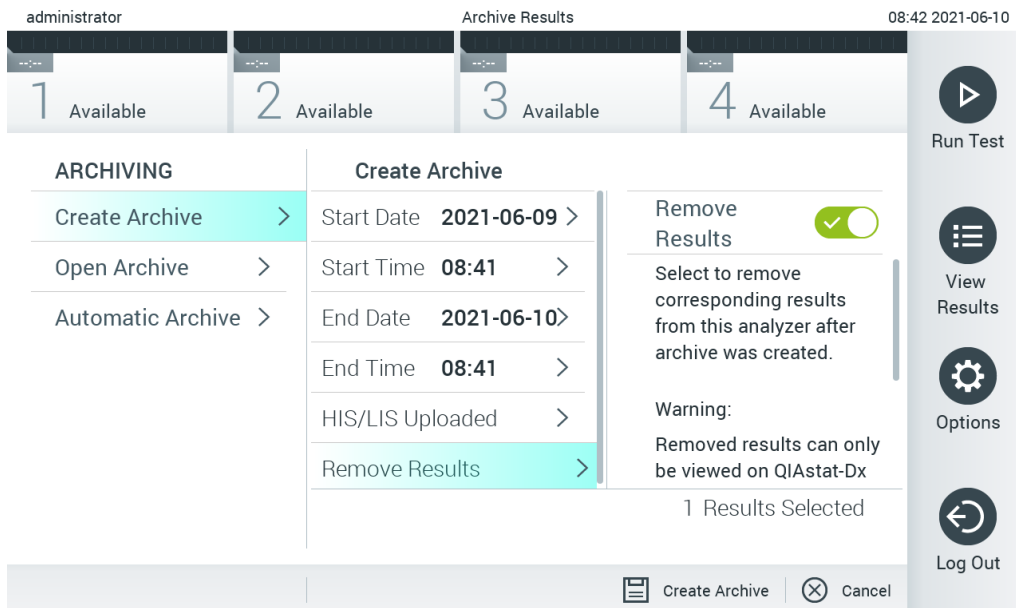 administrator Archive Results 08:42 2021-06-10
--:-- --:-- --:-- --:--
1 Available 2 Available 3 Available 4 Available
Run Test
ARCHIVING
Create Archive
Open Archive
Automatic Archive
Create Archive
Start Date 2021-06-09
Start Time 08:41
End Date 2021-06-10
End Time 08:41
HIS/LIS Uploaded
Remove Results
Remove
Results
Select to remove
corresponding results
from this analyzer after
archive was created.
Warning:
Removed results can only
be viewed on QIAstat-Dx
1 Results Selected
View
Results
Options
Log Out
Create Archive Cancel